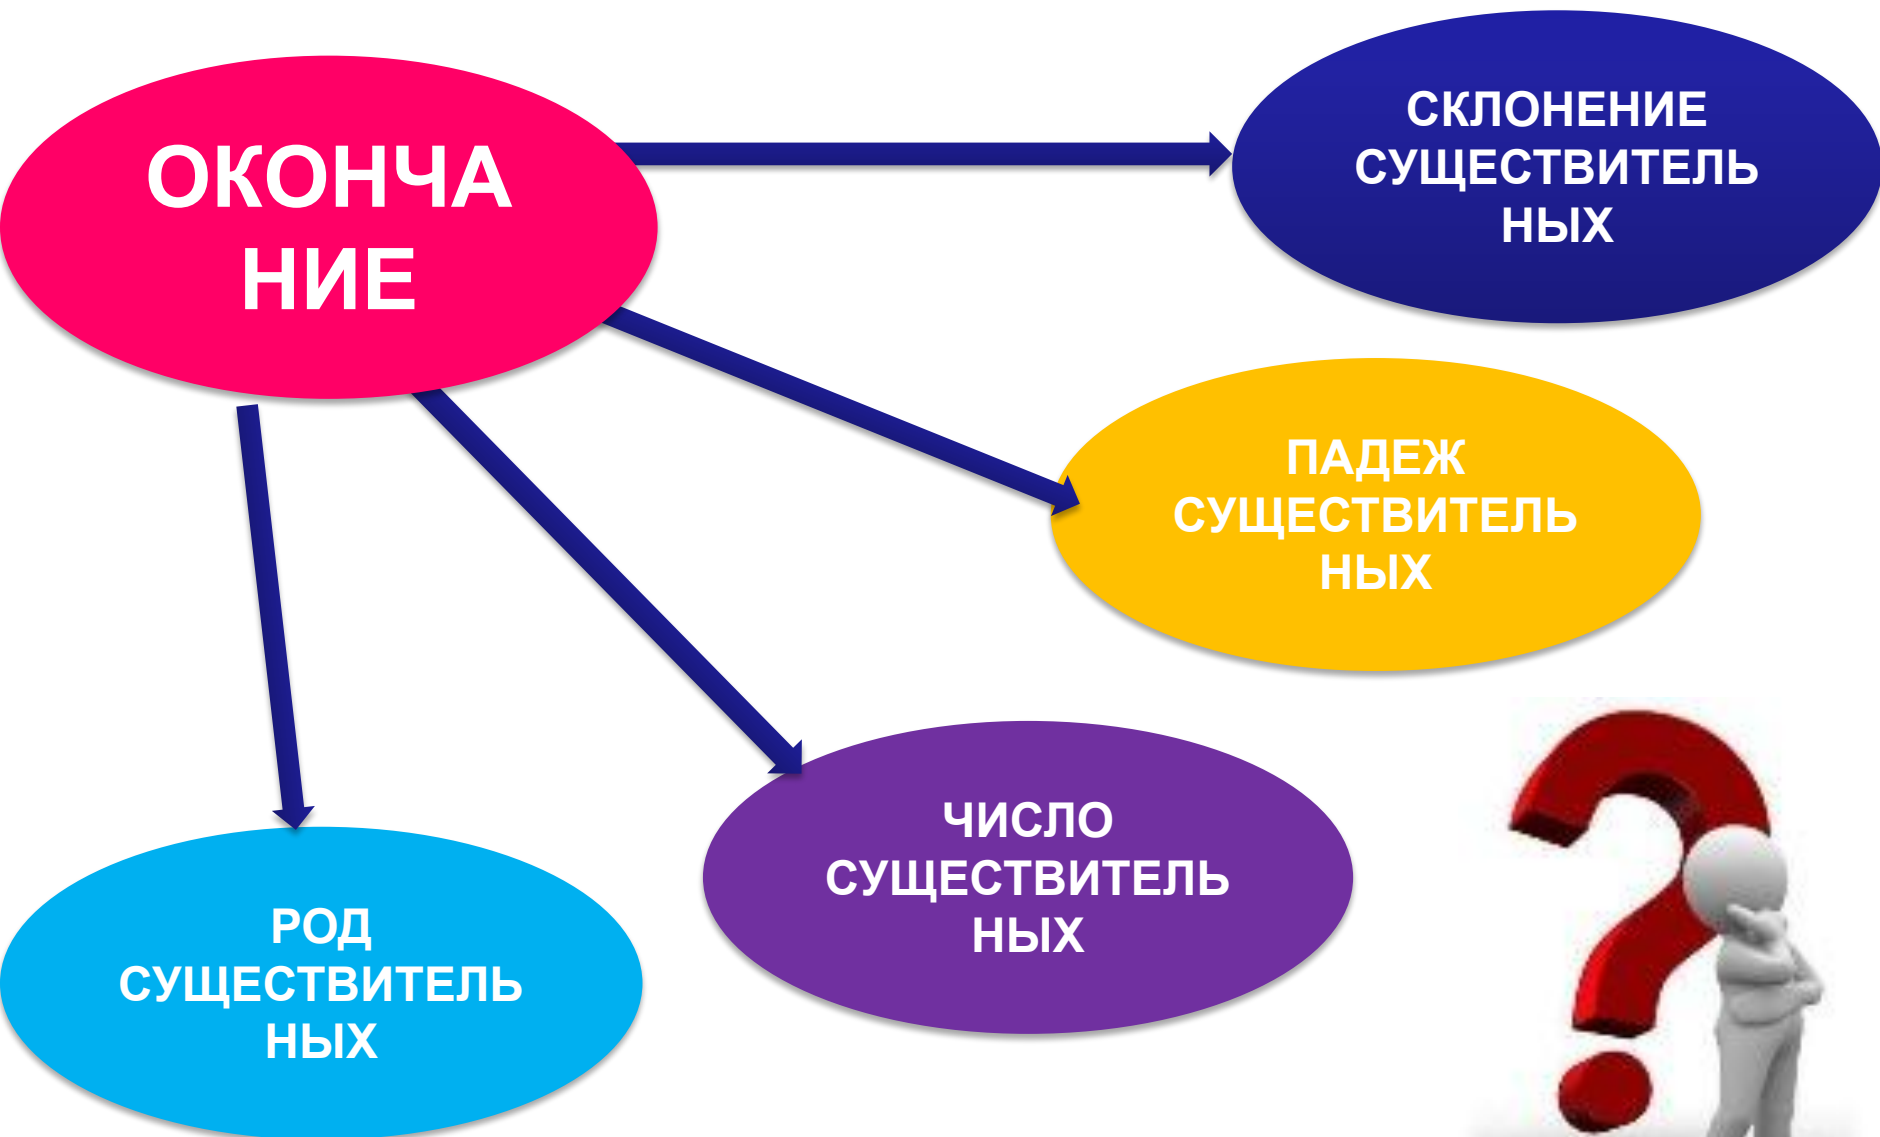 ОКОНЧА
НИЕ
СКЛОНЕНИЕ
СУЩЕСТВИТЕЛЬ
НЫХ
ПАДЕЖ
СУЩЕСТВИТЕЛЬ
НЫХ
ЧИСЛО
СУЩЕСТВИТЕЛЬ
НЫХ
РОД
СУЩЕСТВИТЕЛЬ
НЫХ